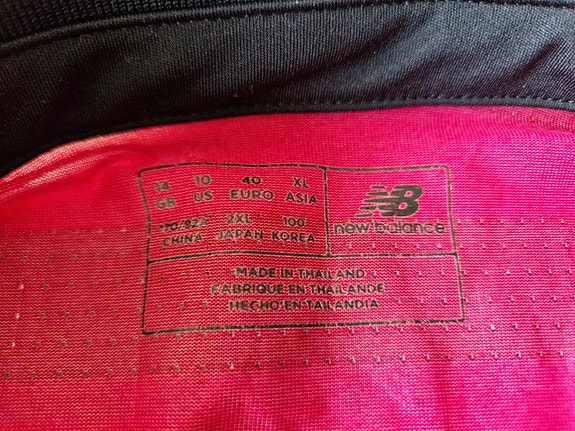 14 10 40 XL
GB US EURO ASIA
170/92A 2XL 100
CHINA JAPAN KOREA
NB
new balance
MADE IN THAILAND
FABRIQUE EN THAILANDE
HECHO EN TAILANDIA